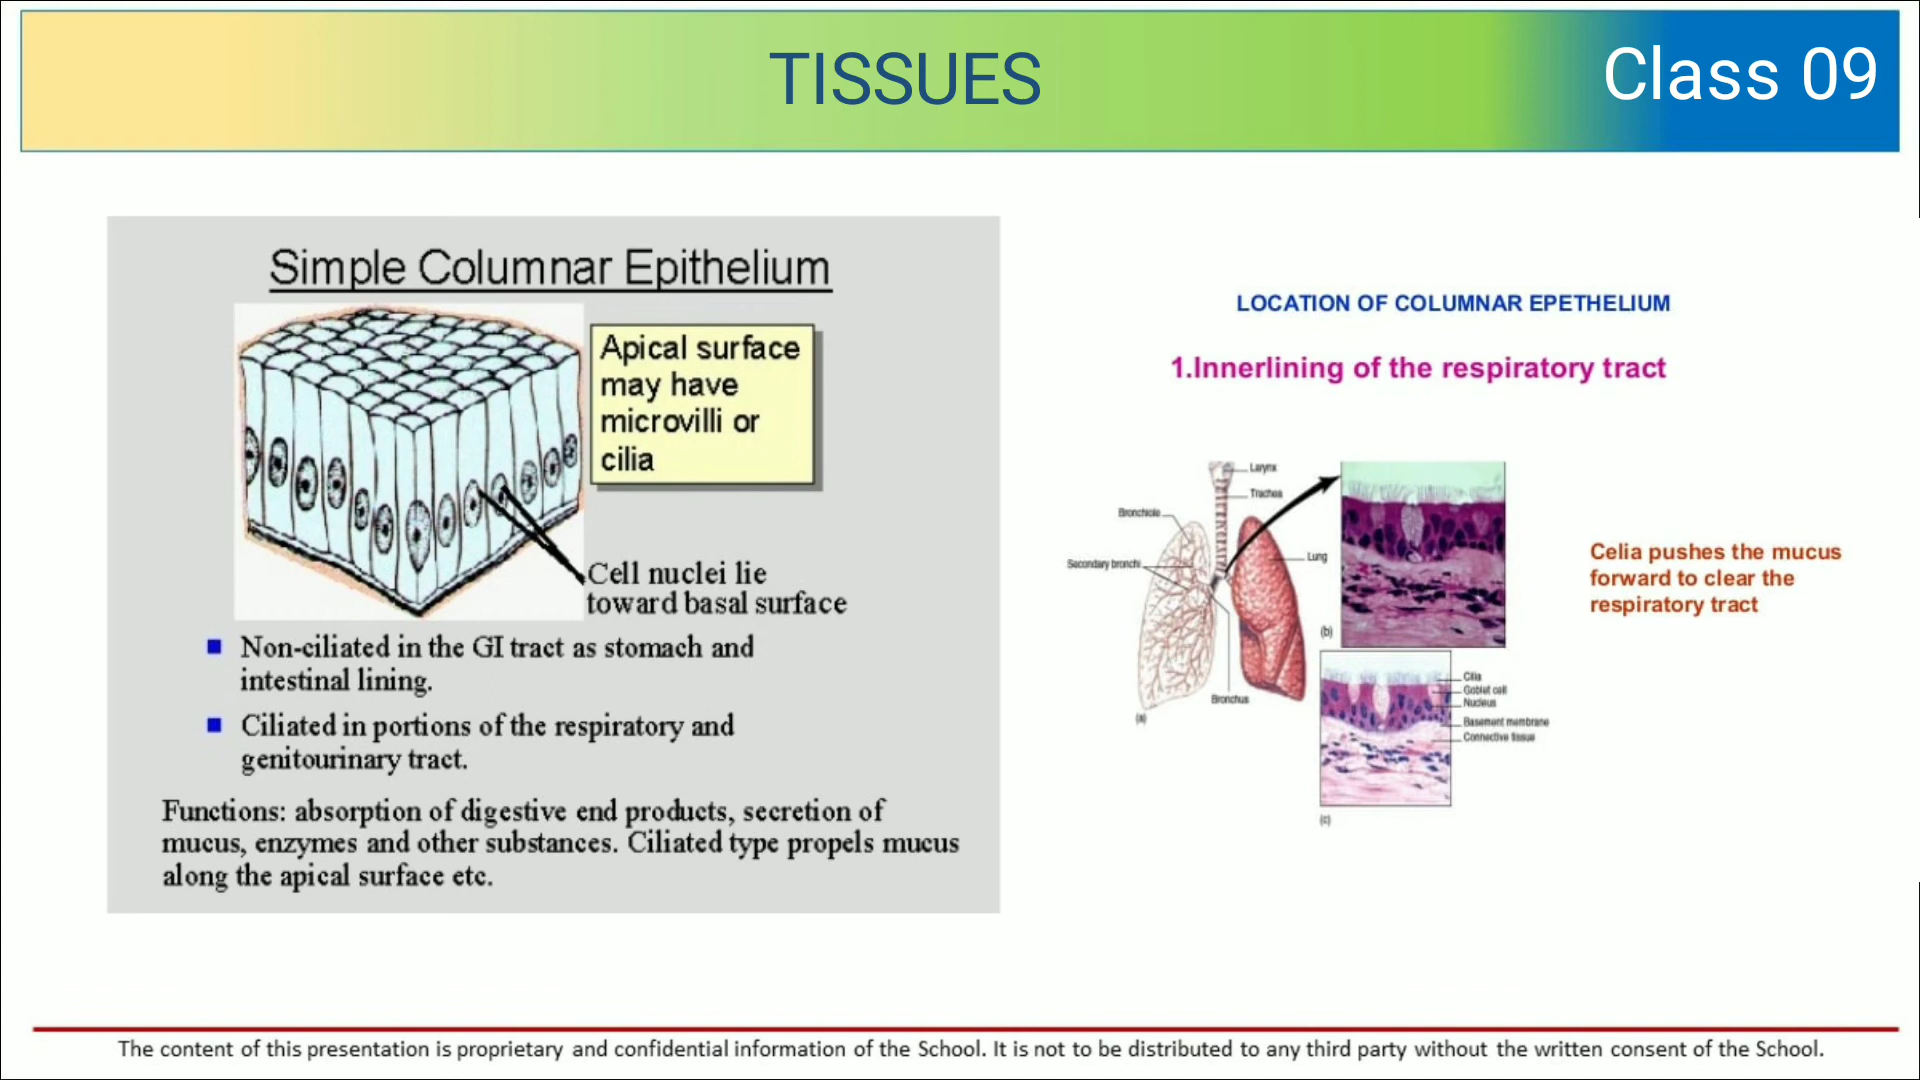 TISSUES
Class 09
Simple Columnar Epithelium
Apical surface
may have
microvilli or
cilia
Cell nuclei lie
toward basal surface
Non-ciliated in the GI tract as stomach and
intestinal lining.
Ciliated in portions of the respiratory and
genitourinary tract.
Functions: absorption of digestive end products, secretion of
mucus, enzymes and other substances. Ciliated type propels mucus
along the apical surface etc.
LOCATION OF COLUMNAR EPETHELIUM
1.Innerlining of the respiratory tract
Larynx
Trachea
Bronchiole
Lung
Secondary bronchi
Bronchus
(a)
(b)
Cilia
Goblet cell
Nucleus
Basement membrane
Connective tissue
(c)
Celia pushes the mucus
forward to clear the
respiratory tract
The content of this presentation is proprietary and confidential information of the School. It is not to be distributed to any third party without the written consent of the School.